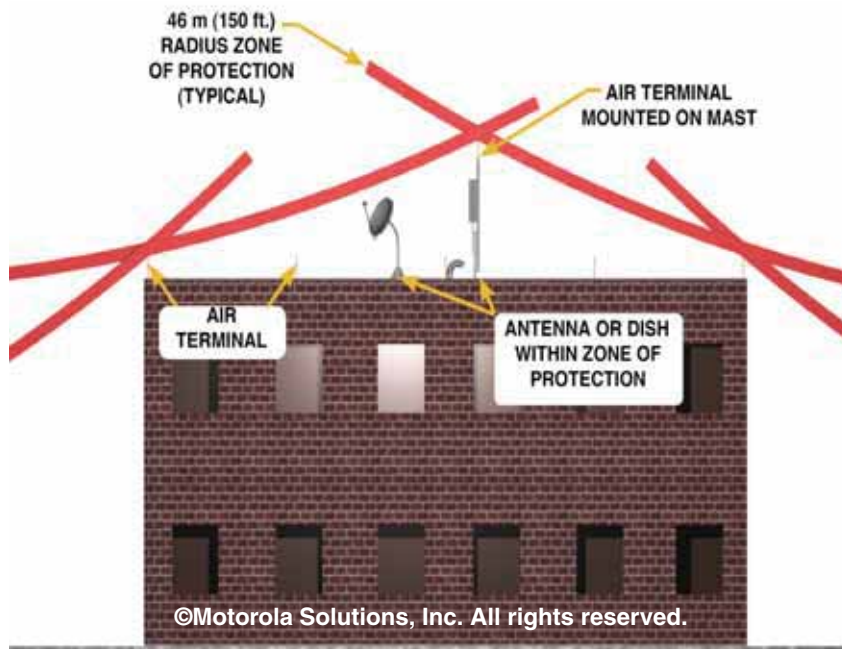 46 m (150 ft.)
RADIUS ZONE
OF PROTECTION
(TYPICAL)
AIR TERMINAL
MOUNTED ON MAST
AIR
TERMINAL
ANTENNA OR DISH
WITHIN ZONE OF
PROTECTION
©Motorola Solutions, Inc. All rights reserved.